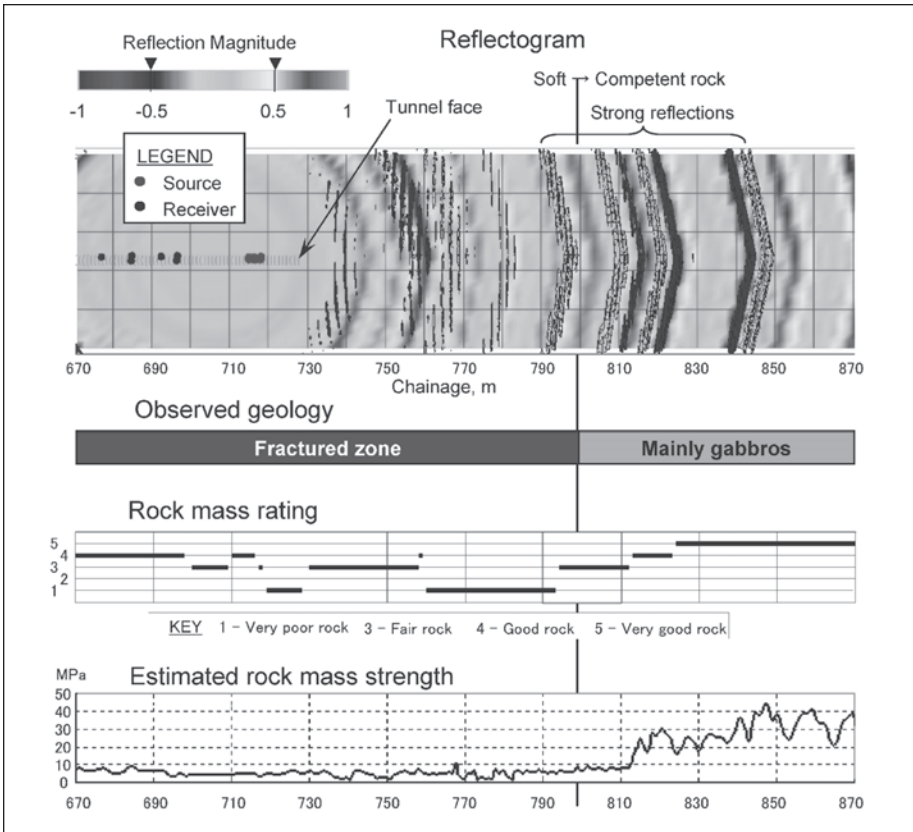 Reflection Magnitude
Reflectogram
-1 -0.5 0.5 1
Soft → Competent rock
Tunnel face
Strong reflections
LEGEND
Source
Receiver
670 690 710 730 750 770 790 810 830 850 870
Chainage, m
Observed geology
Fractured zone
Mainly gabbros
Rock mass rating
5
4
3
2
1
KEY 1 - Very poor rock 3 - Fair rock 4 - Good rock 5 - Very good rock
MPa
Estimated rock mass strength
50
40
30
20
10
0
670 690 710 730 750 770 790 810 830 850 870